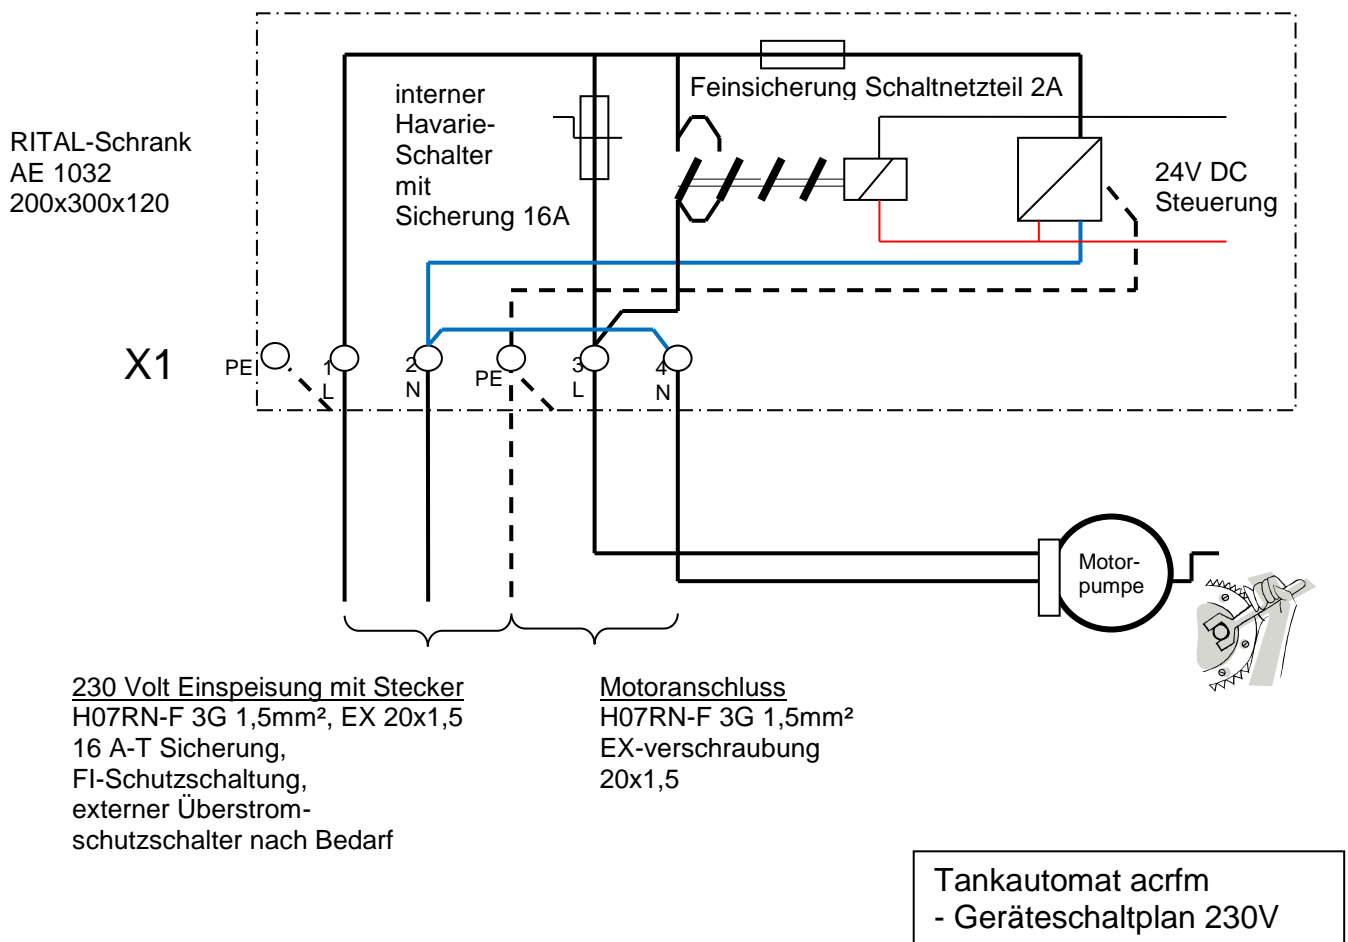 RITAL-Schrank
AE 1032
200x300x120
interner
Havarie-
Schalter
mit
Sicherung 16A
Feinsicherung Schaltnetzteil 2A
24V DC
Steuerung
X1
PE
1
L
2
N
PE
3
L
4
N
Motor-
pumpe
230 Volt Einspeisung mit Stecker
H07RN-F 3G 1,5mm², EX 20x1,5
16 A-T Sicherung,
FI-Schutzschaltung,
externer Überstrom-
schutzschalter nach Bedarf
Motoranschluss
H07RN-F 3G 1,5mm²
EX-verschraubung
20x1,5
Tankautomat acrfm
- Geräteschaltplan 230V